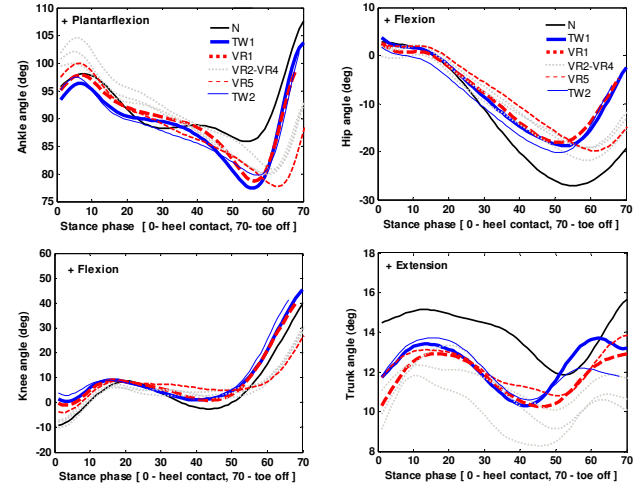 + Plantarflexion
N
TW1
VR1
VR2-VR4
VR5
TW2
Ankle angle (deg)
110
105
100
95
90
85
80
75
0 10 20 30 40 50 60 70
Stance phase [ 0- heel contact, 70- toe off ]
+ Flexion
N
TW1
VR1
VR2-VR4
VR5
TW2
Hip angle (deg)
10
0
-10
-20
-30
0 10 20 30 40 50 60 70
Stance phase [ 0- heel contact, 70- toe off ]
+ Flexion
Knee angle (deg)
60
50
40
30
20
10
0
-10
-20
0 10 20 30 40 50 60 70
Stance phase [ 0- heel contact, 70- toe off ]
+ Extension
Trunk angle (deg)
18
16
14
12
10
8
0 10 20 30 40 50 60 70
Stance phase [ 0- heel contact, 70- toe off ]